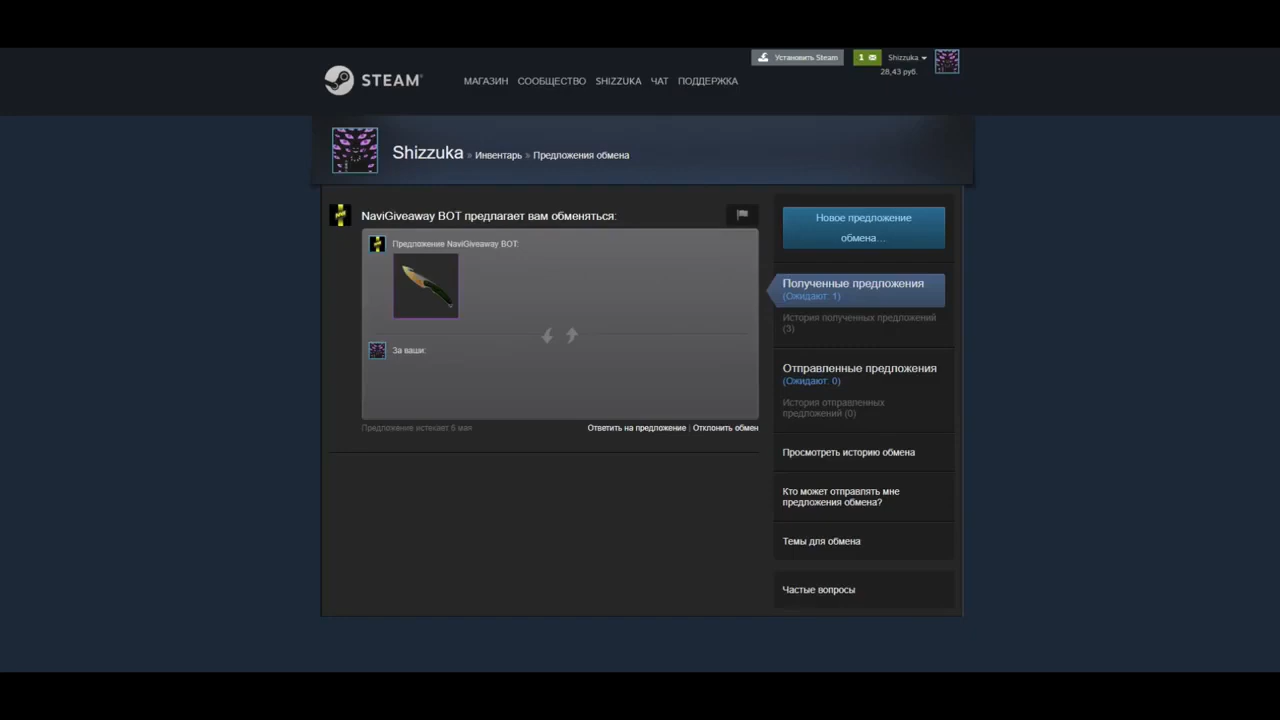 Установить Steam
1
Shizzuka
28,43 руб.
STEAM
МАГАЗИН СООБЩЕСТВО SHIZZUKA ЧАТ ПОДДЕРЖКА
Shizzuka » Инвентарь » Предложения обмена
NaviGiveaway BOT предлагает вам обменяться:
Предложение NaviGiveaway BOT:
За ваши:
Предложение истекает 6 мая
Ответить на предложение | Отклонить обмен
Новое предложение
обмена…
Полученные предложения
(Ожидают: 1)
История полученных предложений
(3)
Отправленные предложения
(Ожидают: 0)
История отправленных
предложений (0)
Просмотреть историю обмена
Кто может отправлять мне
предложения обмена?
Темы для обмена
Частые вопросы